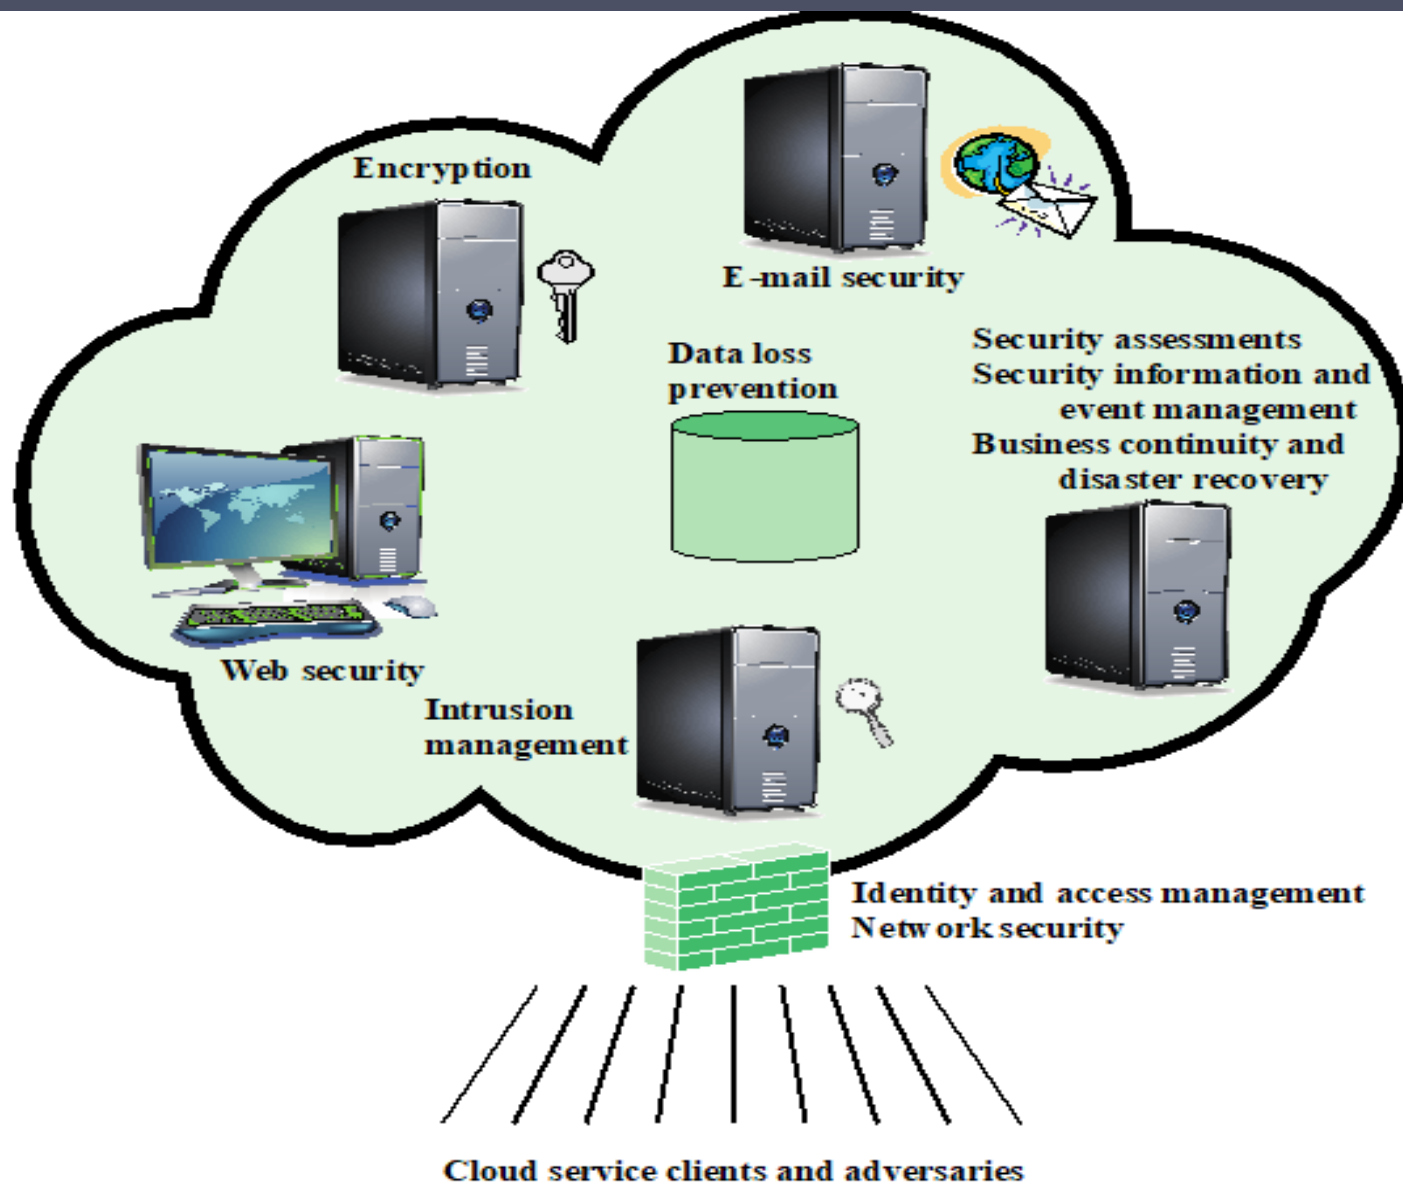 Encryption
E-mail security
Data loss
prevention
Security assessments
Security information and
event management
Business continuity and
disaster recovery
Web security
Intrusion
management
Identity and access management
Network security
Cloud service clients and adversaries